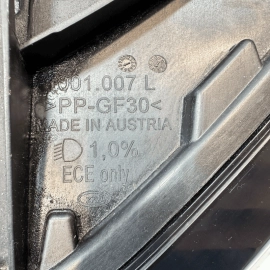 001.007 L
>PP-GF30<
MADE IN AUSTRIA
1,0%
ECE only